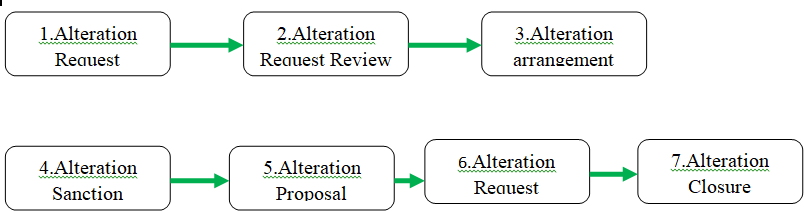 1.Alteration
Request
2.Alteration
Request Review
3.Alteration
arrangement
4.Alteration
Sanction
5.Alteration
Proposal
6.Alteration
Request
7.Alteration
Closure